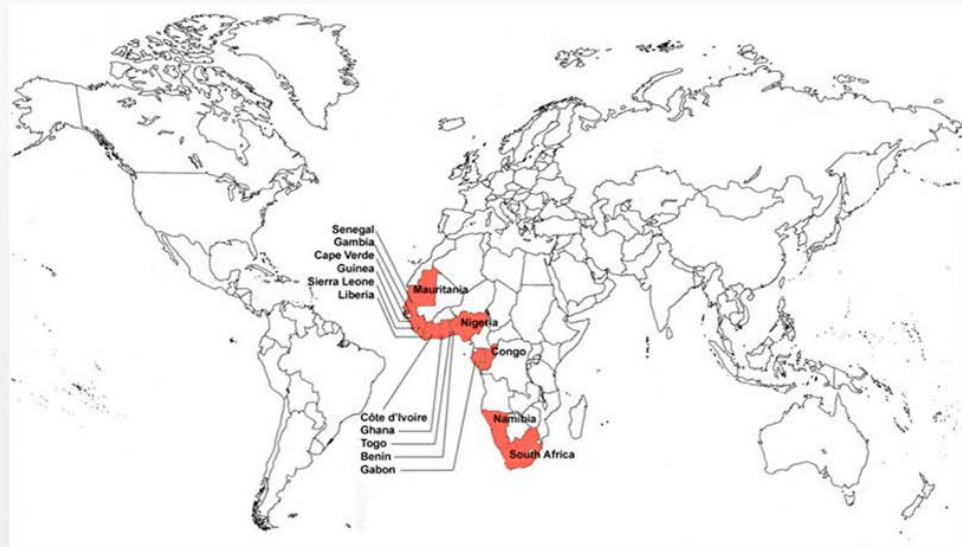 Senegal
Gambia
Cape Verde
Guinea
Sierra Leone
Liberia
Mauritania
Nigeria
Congo
Côte d'Ivoire
Ghana
Togo
Benin
Gabon
Namibia
South Africa